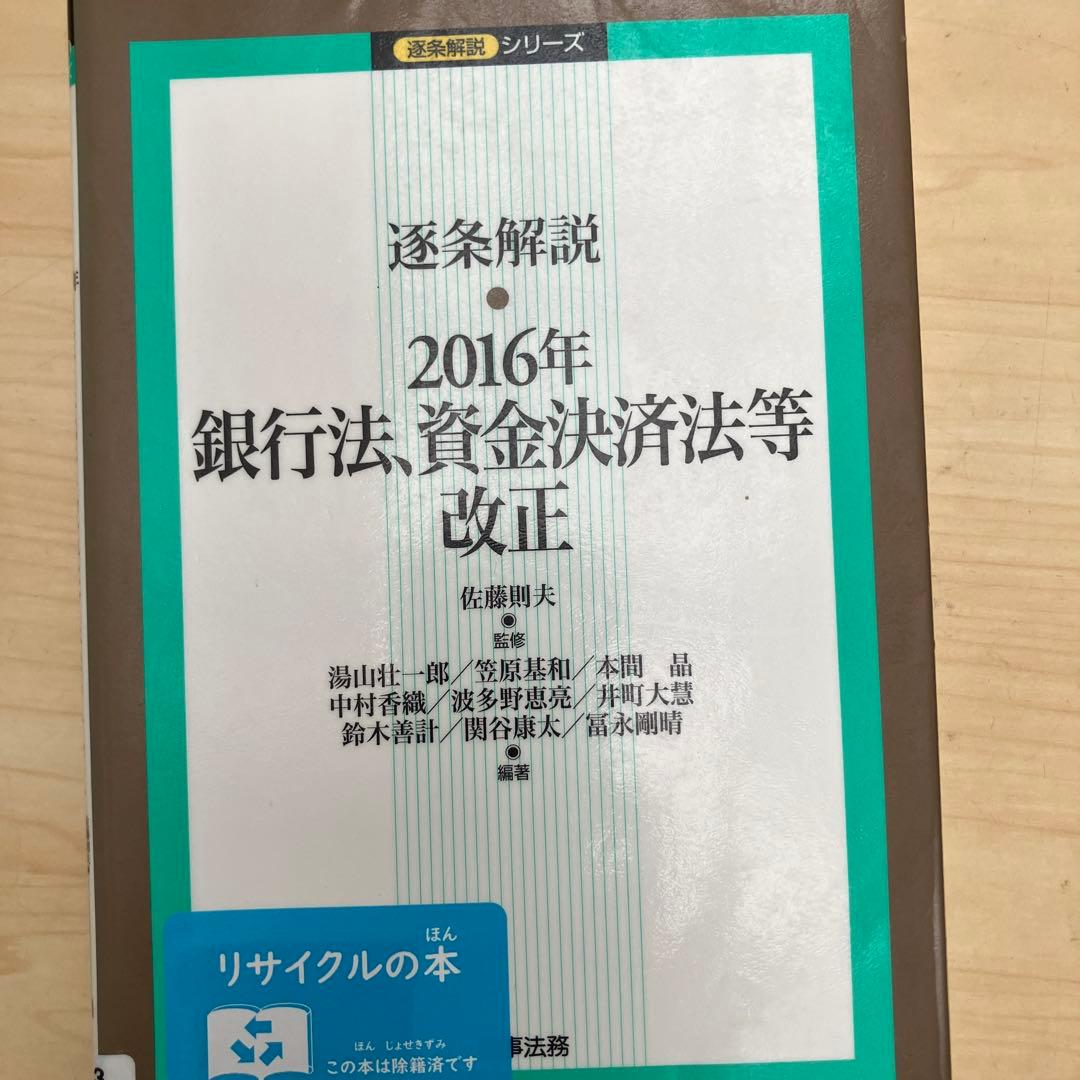 逐条解説 シリーズ
逐条解説
2016年
銀行法、資金決済法等
改正
佐藤則夫
監修
湯山壮一郎／笠原基和／本間 晶
中村香織／波多野恵亮／井町大慧
鈴木善計／関谷康太／冨永剛晴
編著
ほん
リサイクルの本
ほん じょせきずみ
この本は除籍済です
事法務
3